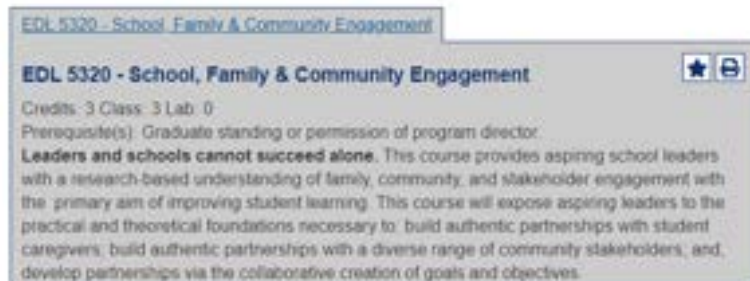 EDL 5320 - School, Family & Community Engagement
EDL 5320 - School, Family & Community Engagement
Credits: 3 Class: 3 Lab: 0
Prerequisite(s): Graduate standing or permission of program director.
Leaders and schools cannot succeed alone. This course provides aspiring school leaders
with a research-based understanding of family, community, and stakeholder engagement with
the primary aim of improving student learning. This course will expose aspiring leaders to the
practical and theoretical foundations necessary to: build authentic partnerships with student
caregivers; build authentic partnerships with a diverse range of community stakeholders; and,
develop partnerships via the collaborative creation of goals and objectives.